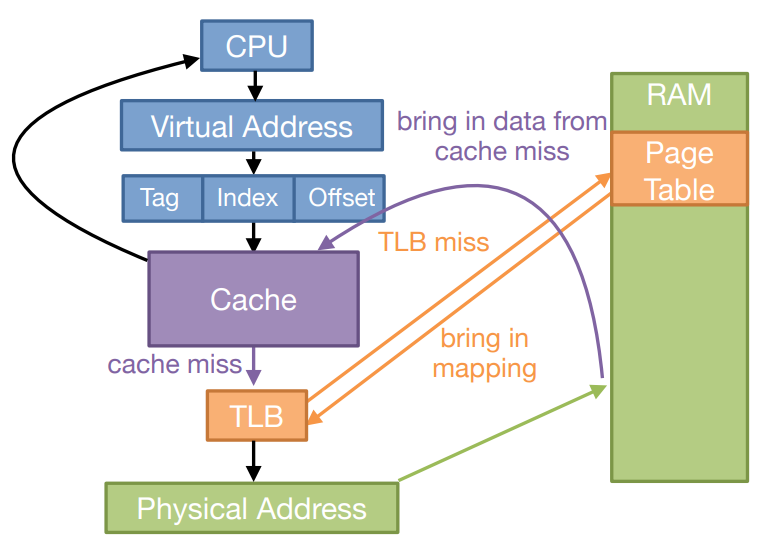 CPU
RAM
Virtual Address
bring in data from
cache miss
Page
Table
Tag
Index
Offset
TLB miss
Cache
bring in
mapping
cache miss
TLB
Physical Address